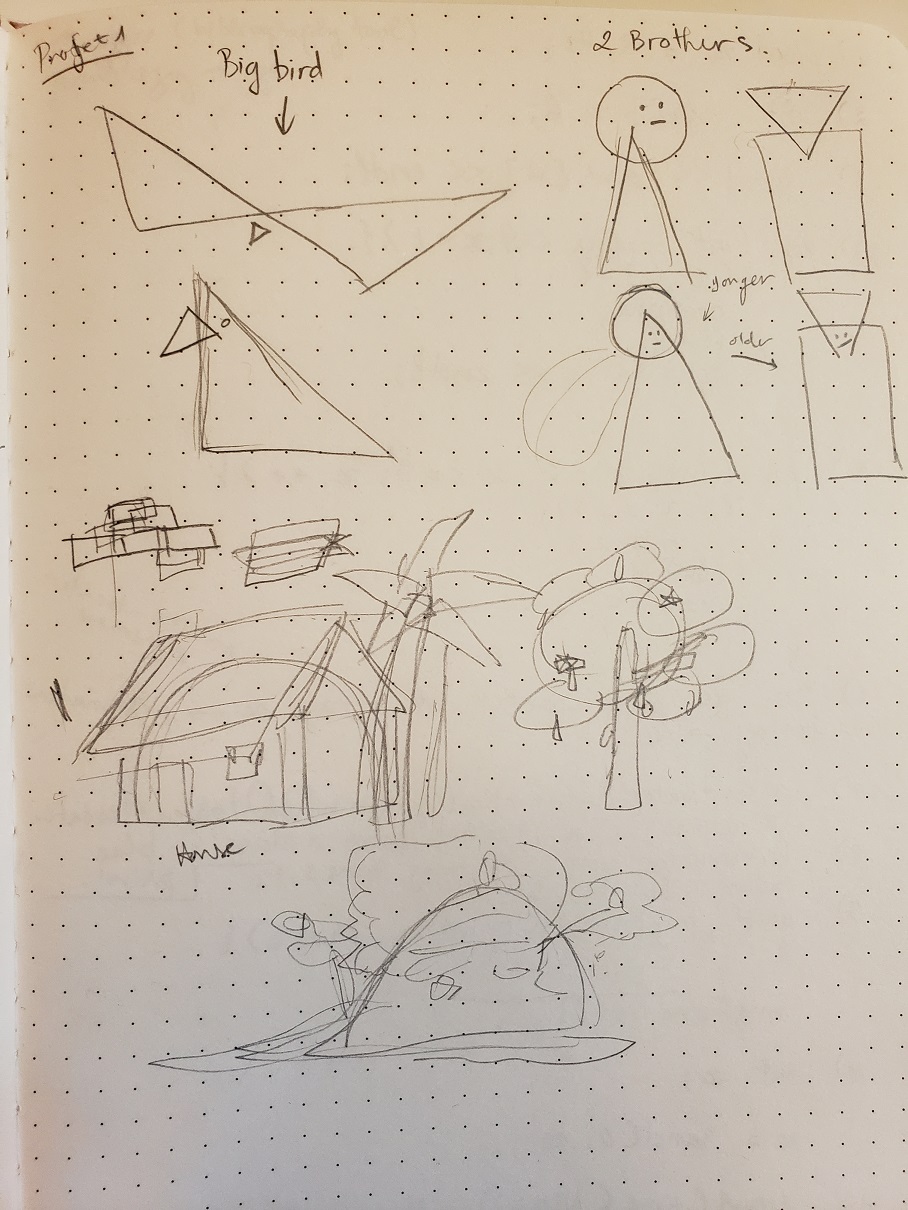 Profet 1
Big bird
2 Brothers.
yonger
older
House